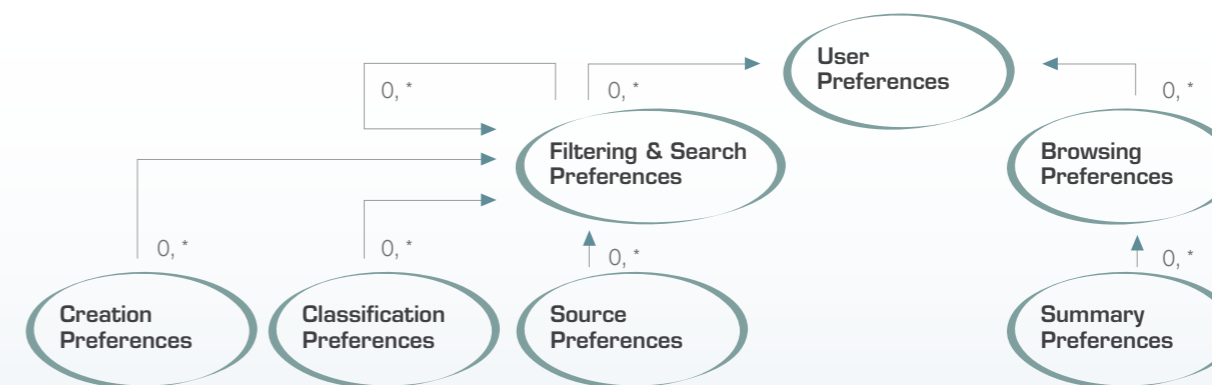 User
Preferences
0, *
0, *
0, *
Filtering & Search
Preferences
Browsing
Preferences
0, *
0, *
0, *
0, *
Creation
Preferences
Classification
Preferences
Source
Preferences
Summary
Preferences